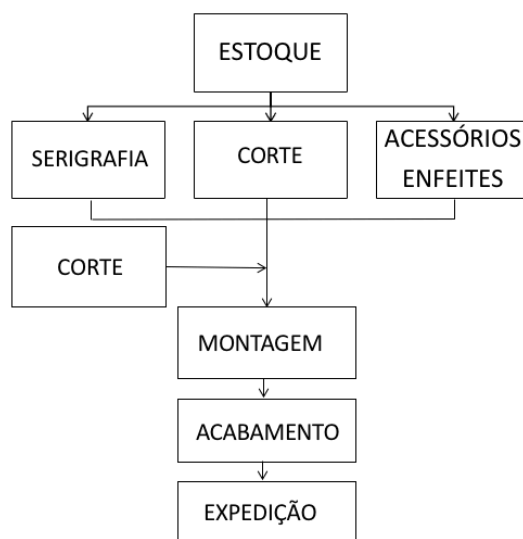 ESTOQUE
SERIGRAFIA
CORTE
ACESSÓRIOS
ENFEITES
CORTE
MONTAGEM
ACABAMENTO
EXPEDIÇÃO